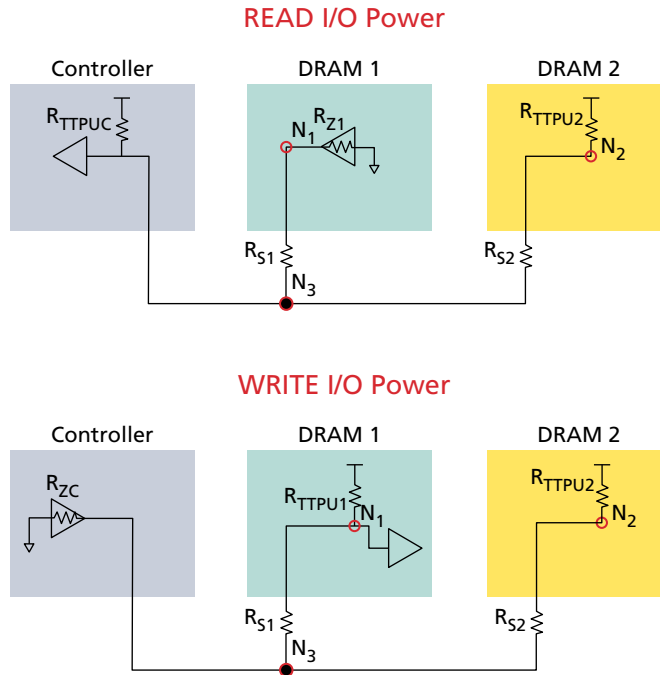 READ I/O Power
Controller DRAM 1 DRAM 2
RTTPUC
N1 RZ1
RTTPU2
N2
RS1
RS2
N3
WRITE I/O Power
Controller DRAM 1 DRAM 2
RZC
RTTPU1
N1
RTTPU2
N2
RS1
RS2
N3